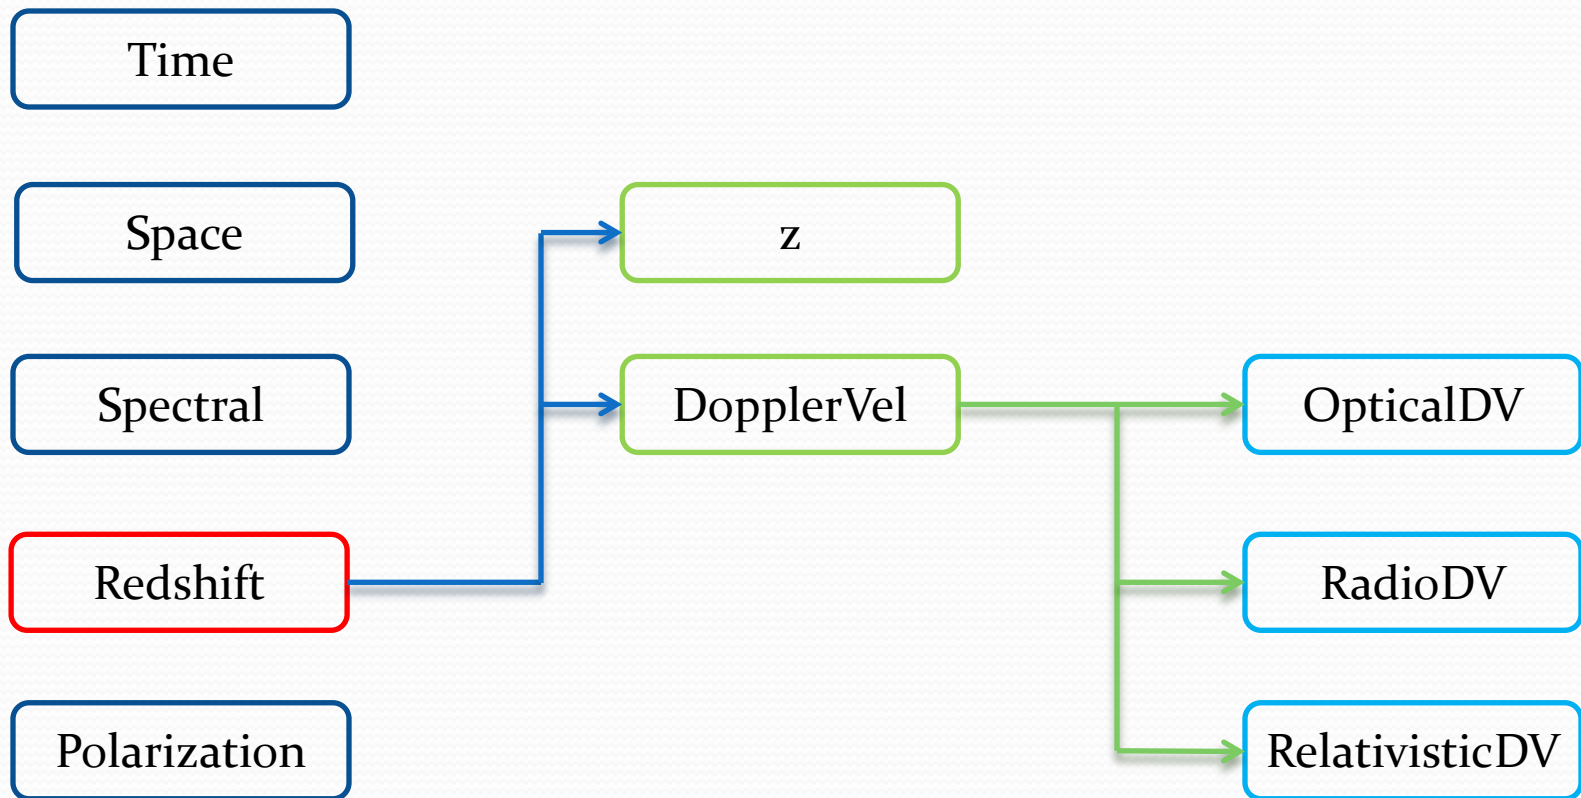 Time
Space
z
Spectral
DopplerVel
OpticalDV
Redshift
RadioDV
Polarization
RelativisticDV